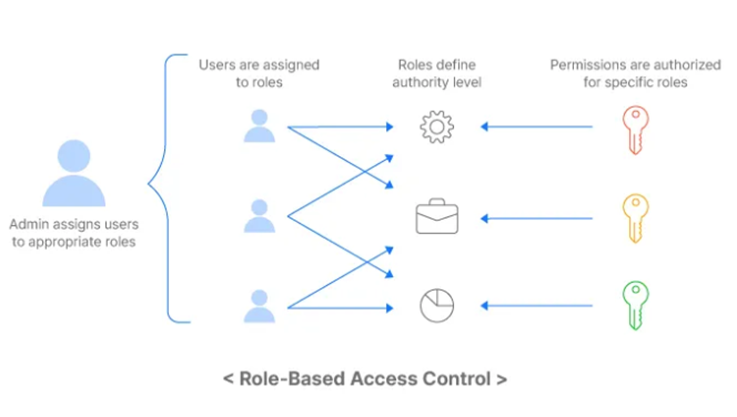 Users are assigned
to roles
Roles define
authority level
Permissions are authorized
for specific roles
Admin assigns users
to appropriate roles
< Role-Based Access Control >